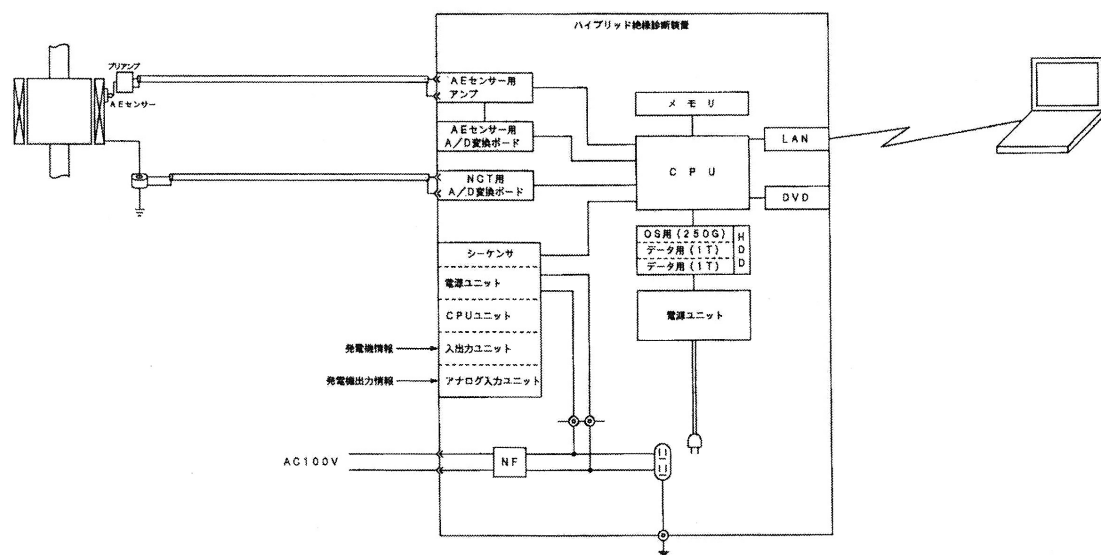 ハイブリッド絶縁診断装置
プリアンプ
AEセンサー
AEセンサー用
アンプ
AEセンサー用
A/D変換ボード
NCT用
A/D変換ボード
メモリ
CPU
LAN
DVD
OS用(250G)
データ用(1T)
データ用(1T)
HDD
電源ユニット
シーケンサ
電源ユニット
CPUユニット
発電機情報
入出力ユニット
発電機出力情報
アナログ入力ユニット
AC100V
NF